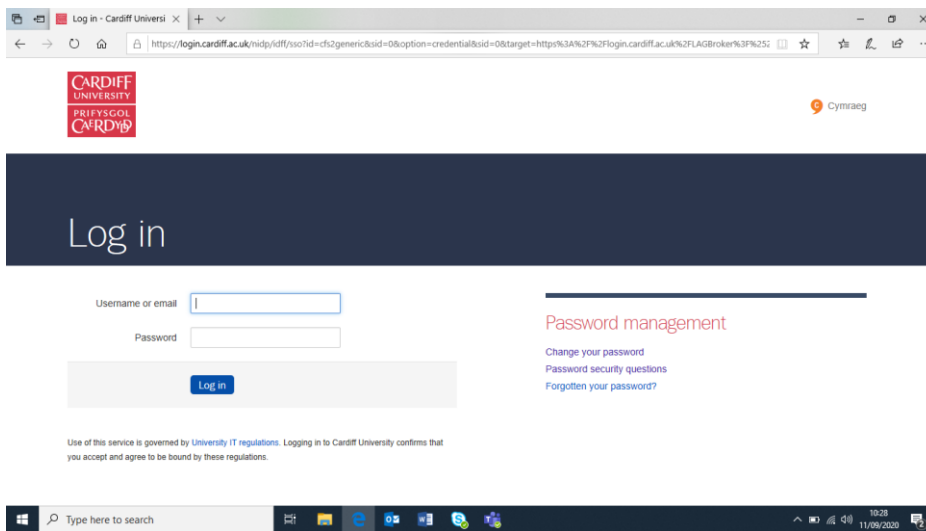 Log in - Cardiff Universi
https://login.cardiff.ac.uk/nidp/idff/sso?id=cfs2generic&sid=0&option=credential&sid=0&target=https%3A%2F%2Flogin.cardiff.ac.uk%2FLAGBroker%3F%252
CARDIFF
UNIVERSITY
PRIFYSGOL
CAERDYDD
Cymraeg
Log in
Username or email
Password
Log in
Password management
Change your password
Password security questions
Forgotten your password?
Use of this service is governed by University IT regulations. Logging in to Cardiff University confirms that
you accept and agree to be bound by these regulations.
Type here to search
10:28
11/09/2020
2